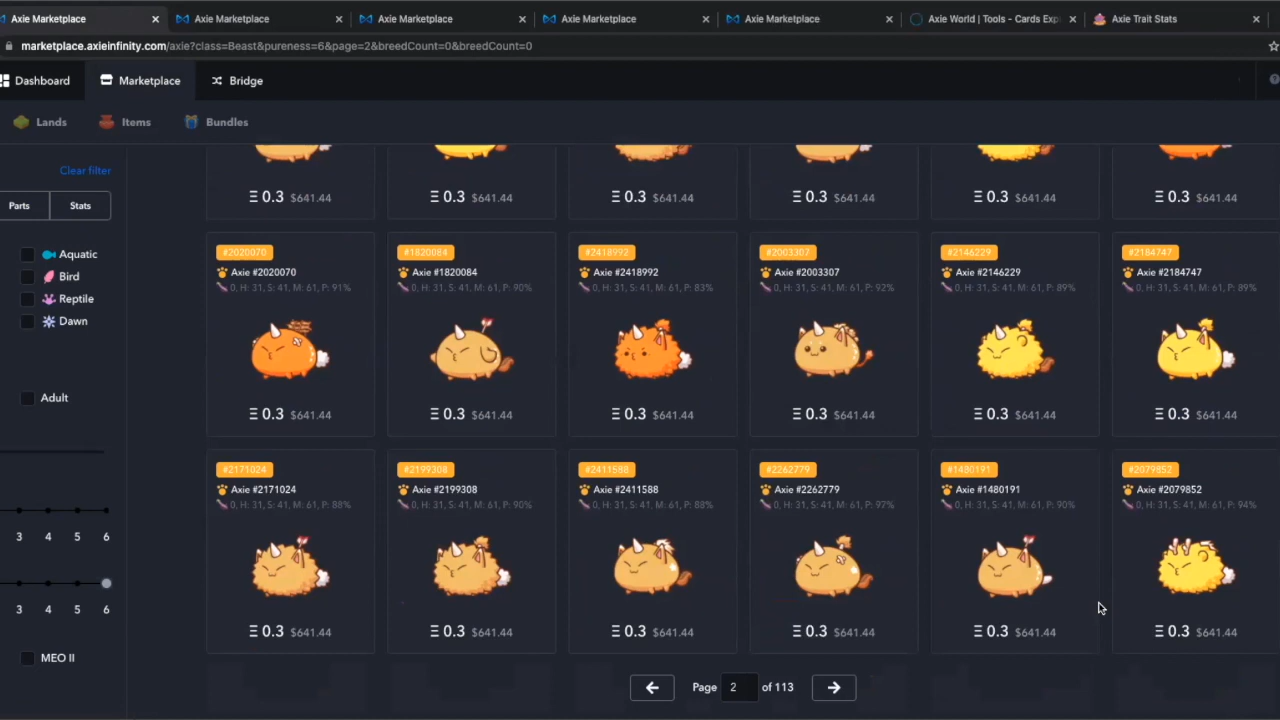 Axie Marketplace
Axie Marketplace
Axie Marketplace
Axie Marketplace
Axie Marketplace
Axie World | Tools - Cards Exp
Axie Trait Stats
marketplace.axieinfinity.com/axie?class=Beast&pureness=6&page=2&breedCount=0&breedCount=0
Dashboard
Marketplace
Bridge
Lands
Items
Bundles
Clear filter
Parts
Stats
Aquatic
Bird
Reptile
Dawn
Adult
3 4 5 6
3 4 5 6
MEO II
Ξ 0.3 $641.44
Ξ 0.3 $641.44
Ξ 0.3 $641.44
Ξ 0.3 $641.44
Ξ 0.3 $641.44
Ξ 0.3 $641.44
#2020070
Axie #2020070
0, H: 31, S: 41, M: 61, P: 91%
Ξ 0.3 $641.44
#1820084
Axie #1820084
0, H: 31, S: 41, M: 61, P: 90%
Ξ 0.3 $641.44
#2418992
Axie #2418992
0, H: 31, S: 41, M: 61, P: 83%
Ξ 0.3 $641.44
#2003307
Axie #2003307
0, H: 31, S: 41, M: 61, P: 92%
Ξ 0.3 $641.44
#2146229
Axie #2146229
0, H: 31, S: 41, M: 61, P: 89%
Ξ 0.3 $641.44
#2184747
Axie #2184747
0, H: 31, S: 41, M: 61, P: 89%
Ξ 0.3 $641.44
#2171024
Axie #2171024
0, H: 31, S: 41, M: 61, P: 88%
Ξ 0.3 $641.44
#2199308
Axie #2199308
0, H: 31, S: 41, M: 61, P: 90%
Ξ 0.3 $641.44
#2411588
Axie #2411588
0, H: 31, S: 41, M: 61, P: 88%
Ξ 0.3 $641.44
#2262779
Axie #2262779
0, H: 31, S: 41, M: 61, P: 97%
Ξ 0.3 $641.44
#1480191
Axie #1480191
0, H: 31, S: 41, M: 61, P: 90%
Ξ 0.3 $641.44
#2079852
Axie #2079852
0, H: 31, S: 41, M: 61, P: 94%
Ξ 0.3 $641.44
Page 2 of 113